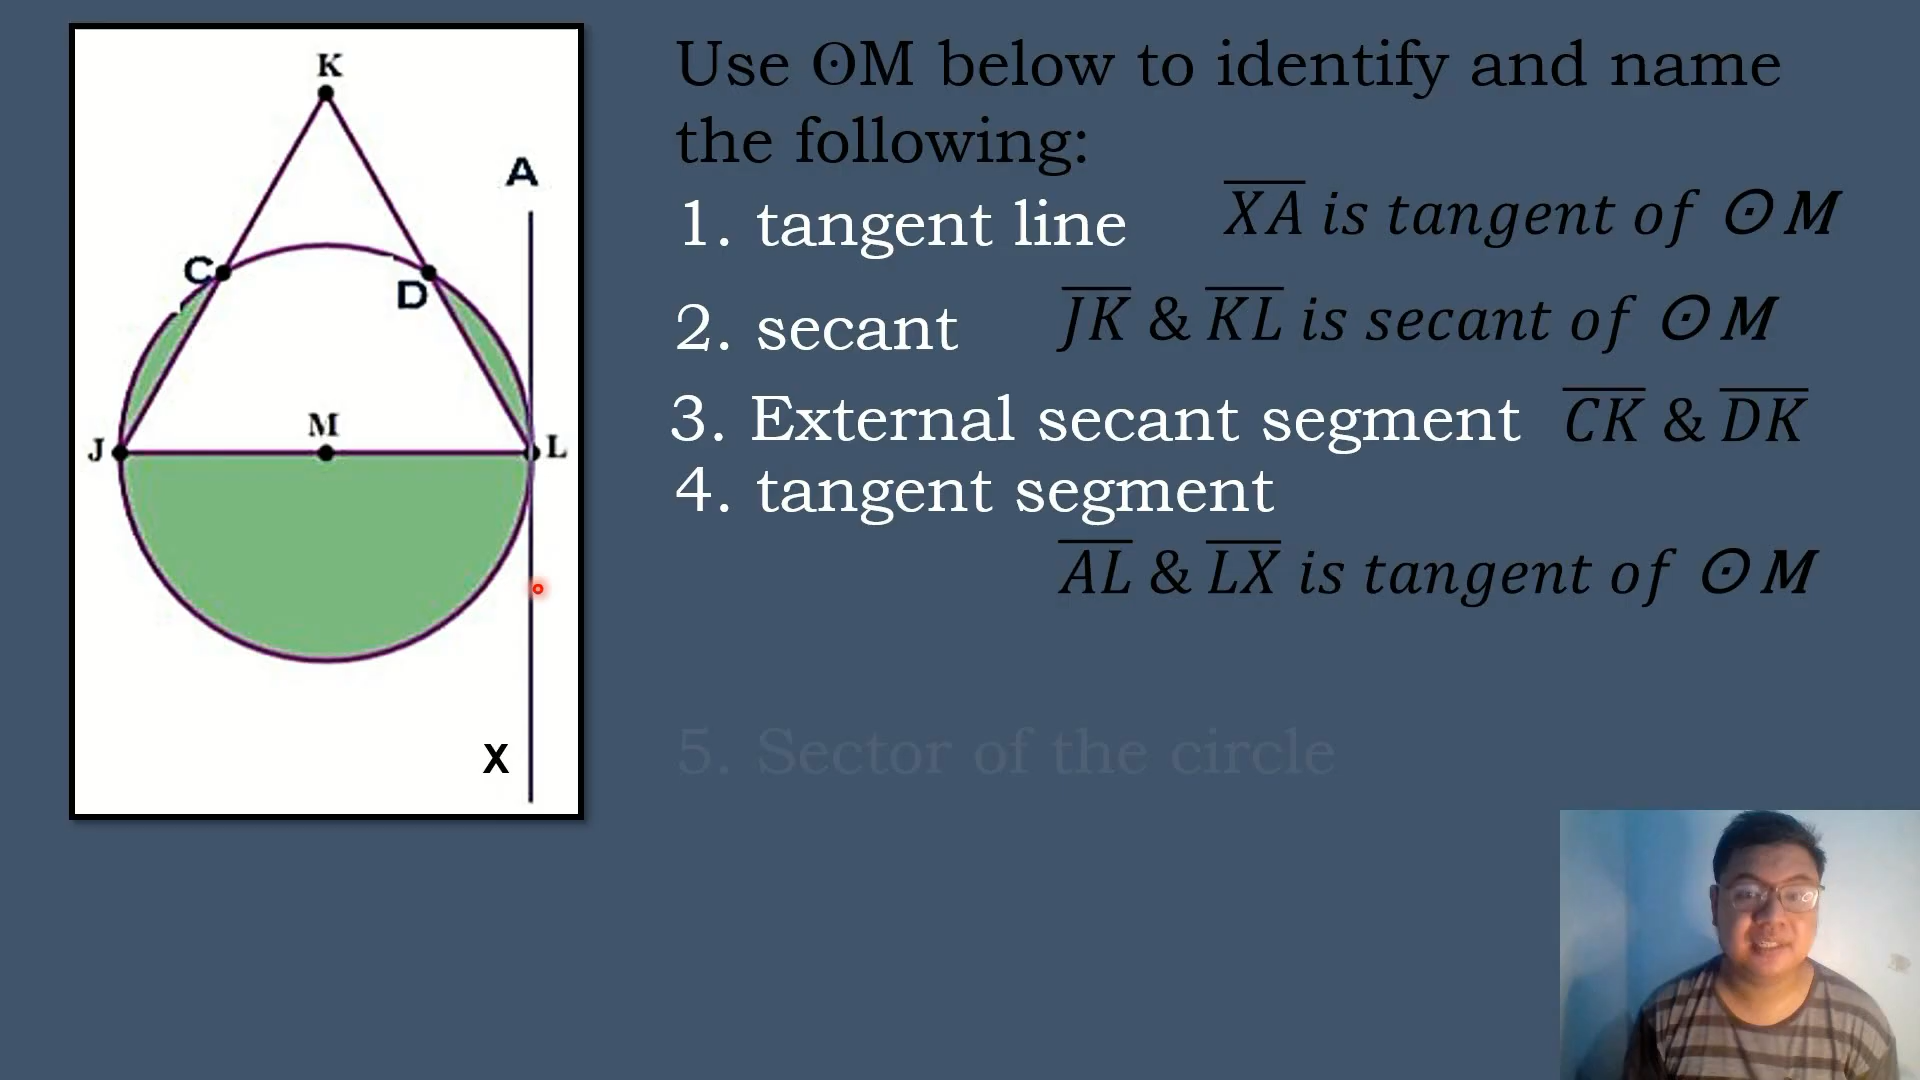 Use ʘM below to identify and name
the following:
1. tangent line
XA is tangent of ⊙ M
2. secant
JK & KL is secant of ⊙ M
3. External secant segment
CK & DK
4. tangent segment
AL & LX is tangent of ⊙ M
5. Sector of the circle
K
A
C
D
M
J
L
X